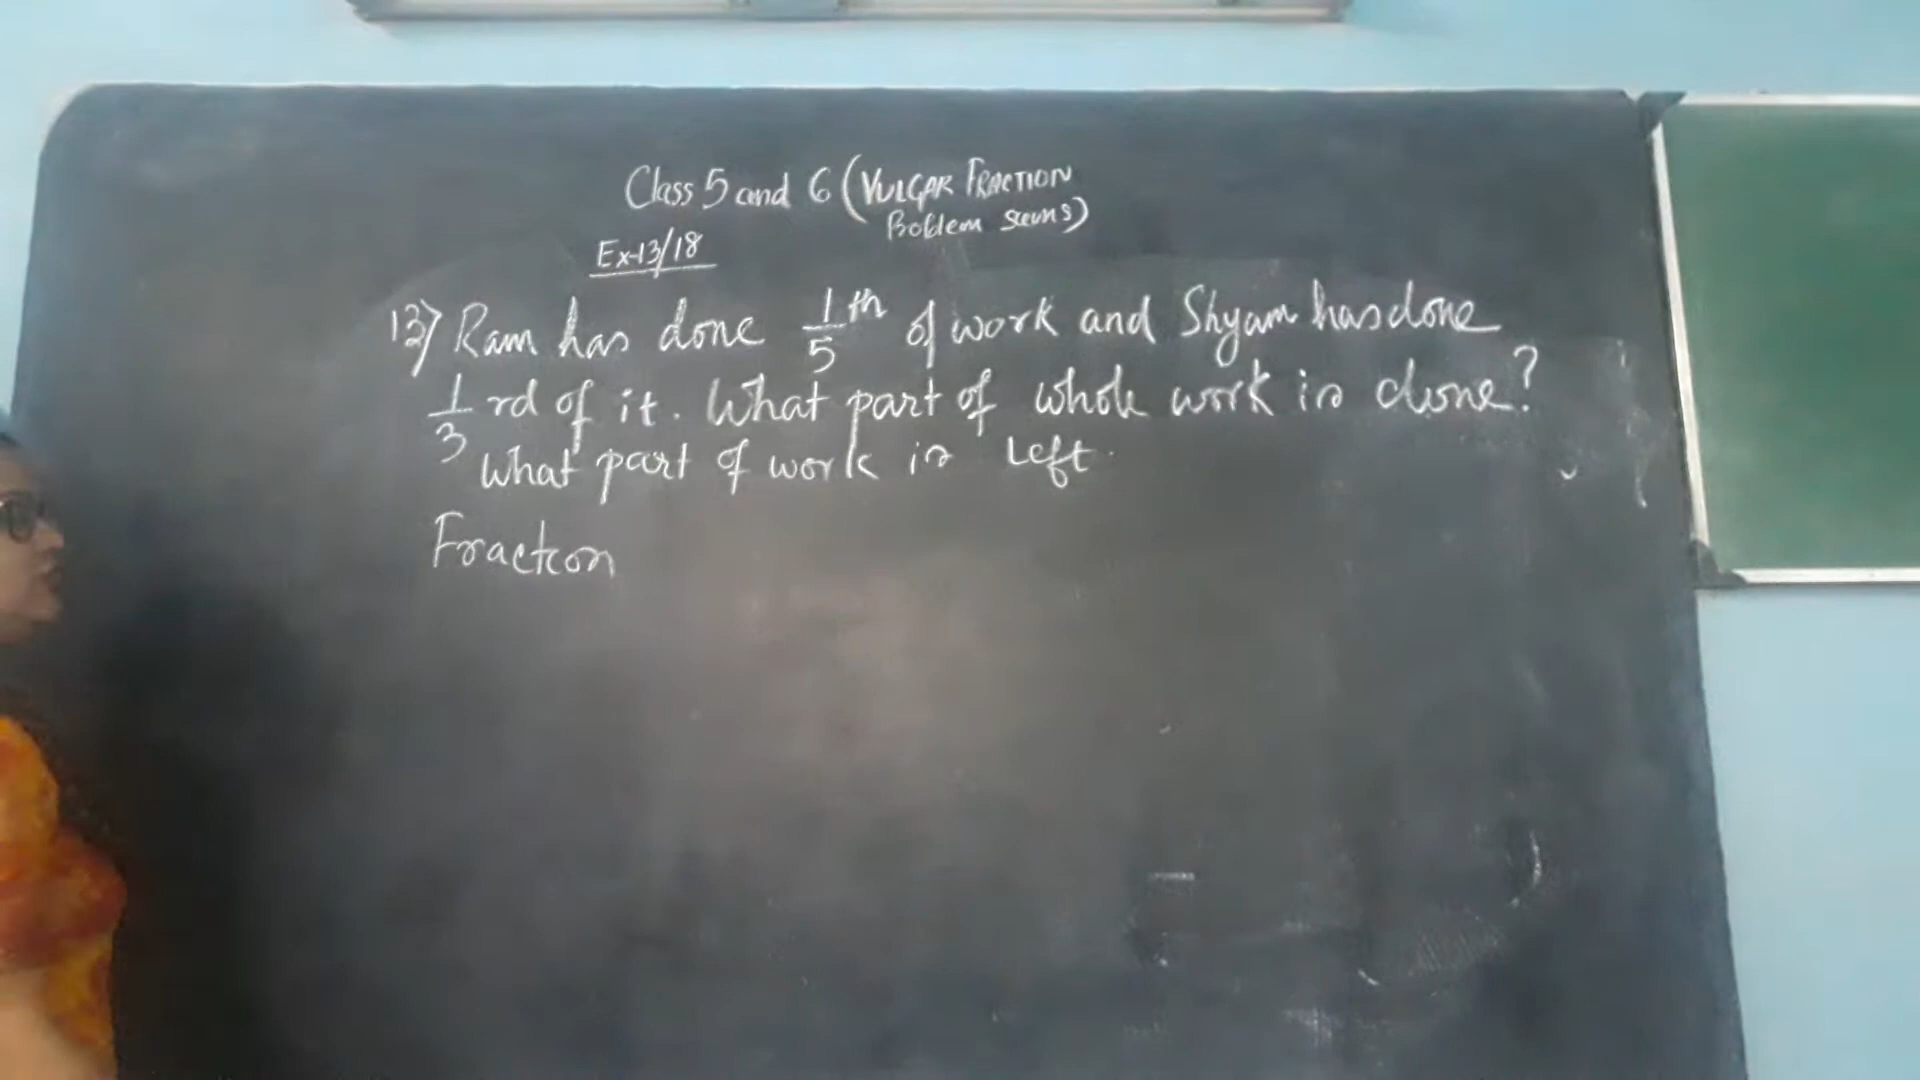 Class 5 and 6 (VULGAR FRACTION
Problem sums)
Ex-13/18
13) Ram has done 1/5 th of work and Shyam has done
1/3 rd of it. What part of whole work is done?
What part of work is left.
Fraction